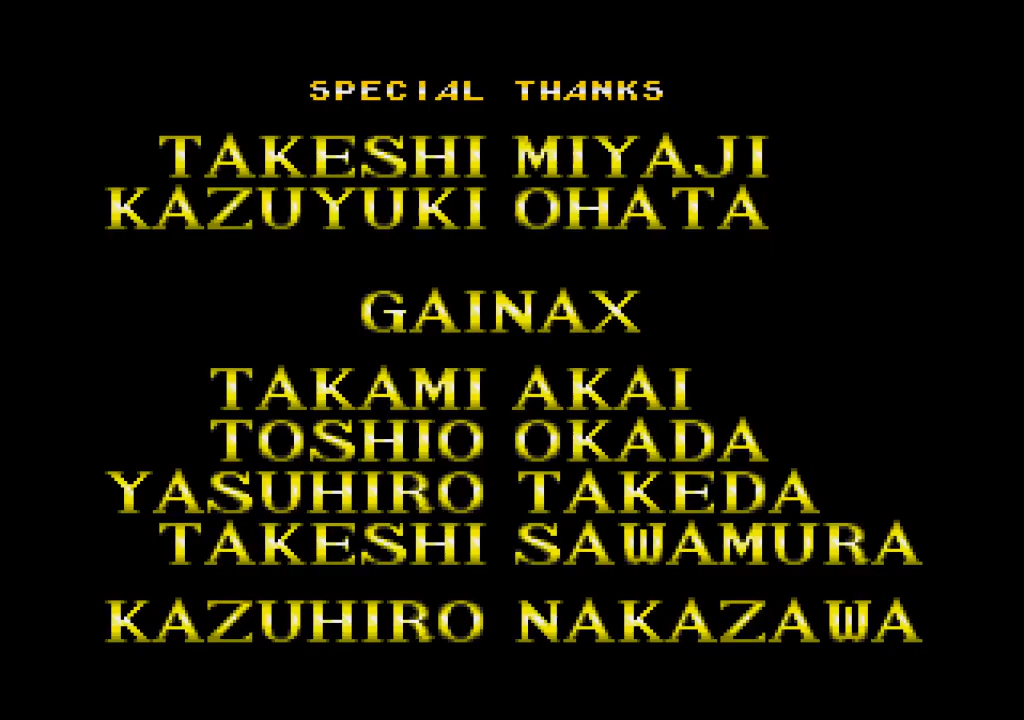 SPECIAL THANKS
TAKESHI MIYAJI
KAZUYUKI OHATA
GAINAX
TAKAMI AKAI
TOSHIO OKADA
YASUHIRO TAKEDA
TAKESHI SAWAMURA
KAZUHIRO NAKAZAWA